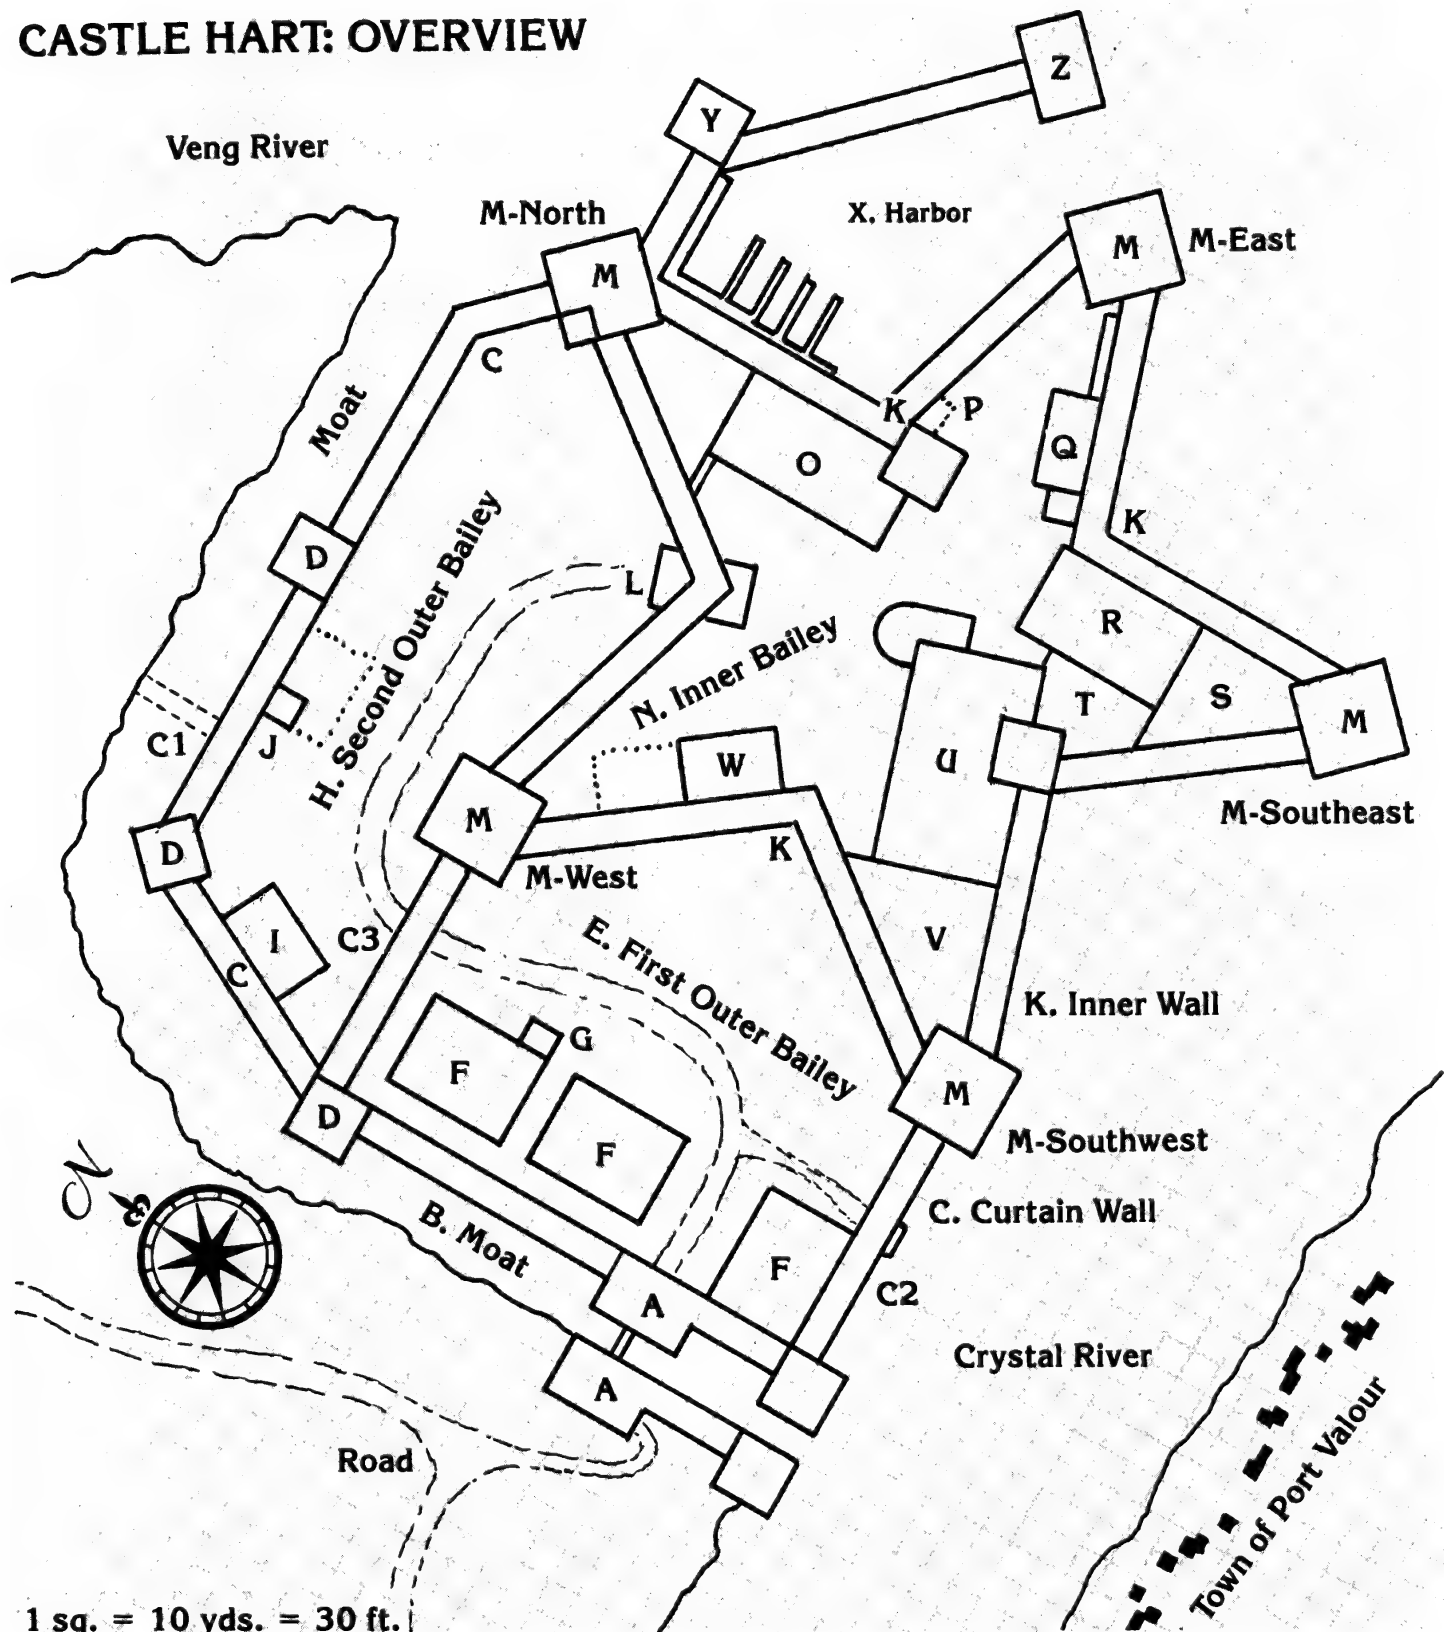 CASTLE HART: OVERVIEW
Z
Y
Veng River
M-North
X. Harbor
M
M
M-East
C
Moat
K
P
O
Q
K
D
H. Second Outer Bailey
L
R
N. Inner Bailey
T
S
M
C1
J
W
U
M-Southeast
M
D
K
M-West
I
C
C3
E. First Outer Bailey
V
K. Inner Wall
G
F
M
D
F
M-Southwest
N
B. Moat
C. Curtain Wall
F
C2
A
Crystal River
A
Road
Town of Port Valour
1 sq. = 10 yds. = 30 ft.